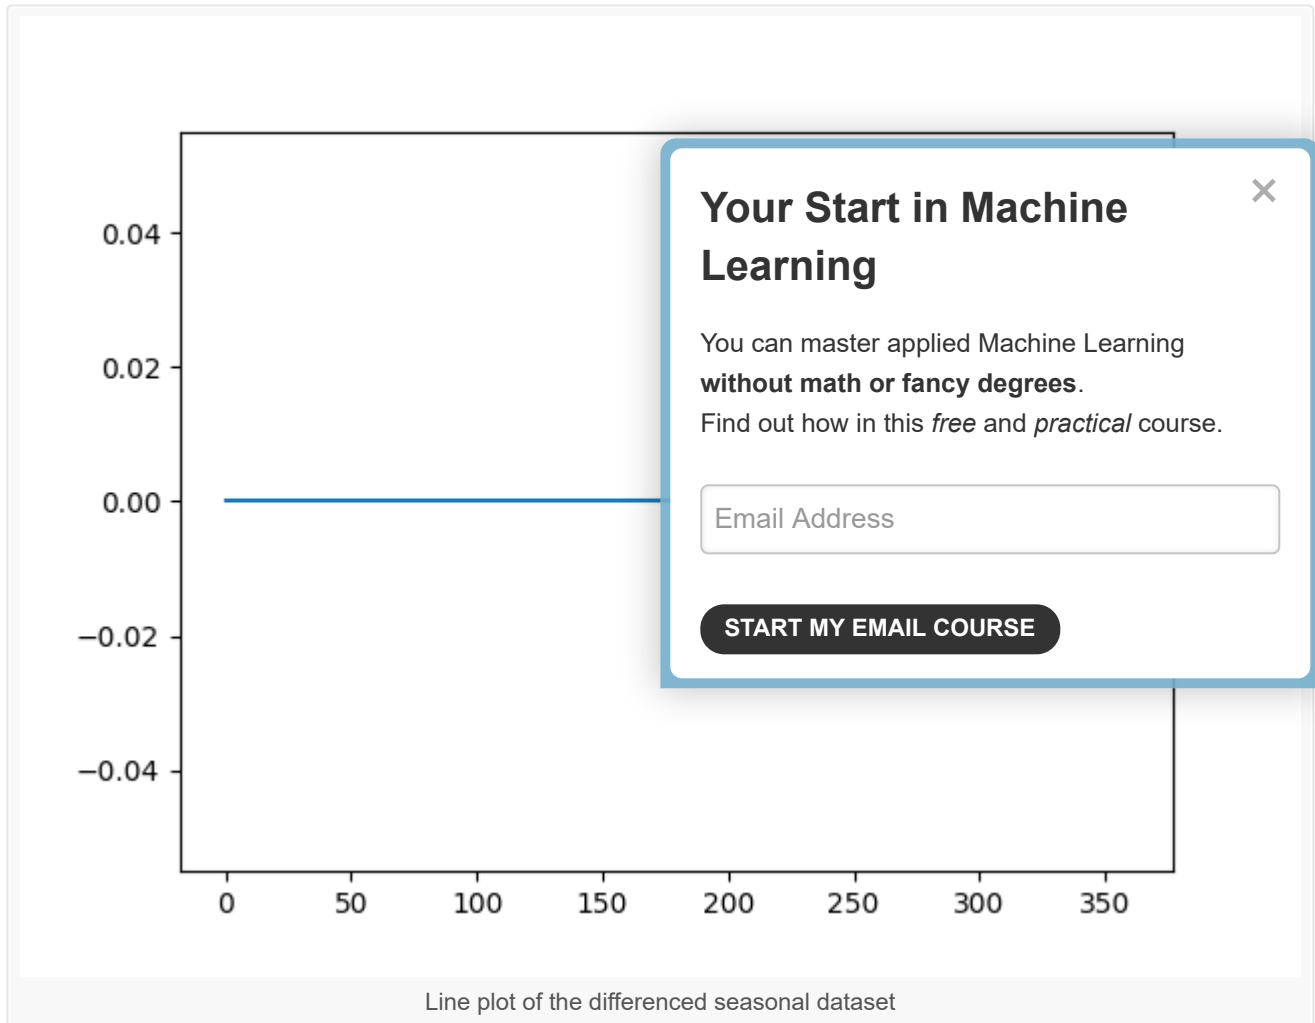 Your Start in Machine
Learning
×
You can master applied Machine Learning
without math or fancy degrees.
Find out how in this free and practical course.
Email Address
START MY EMAIL COURSE
0.04
0.02
0.00
−0.02
−0.04
0 50 100 150 200 250 300 350
Line plot of the differenced seasonal dataset